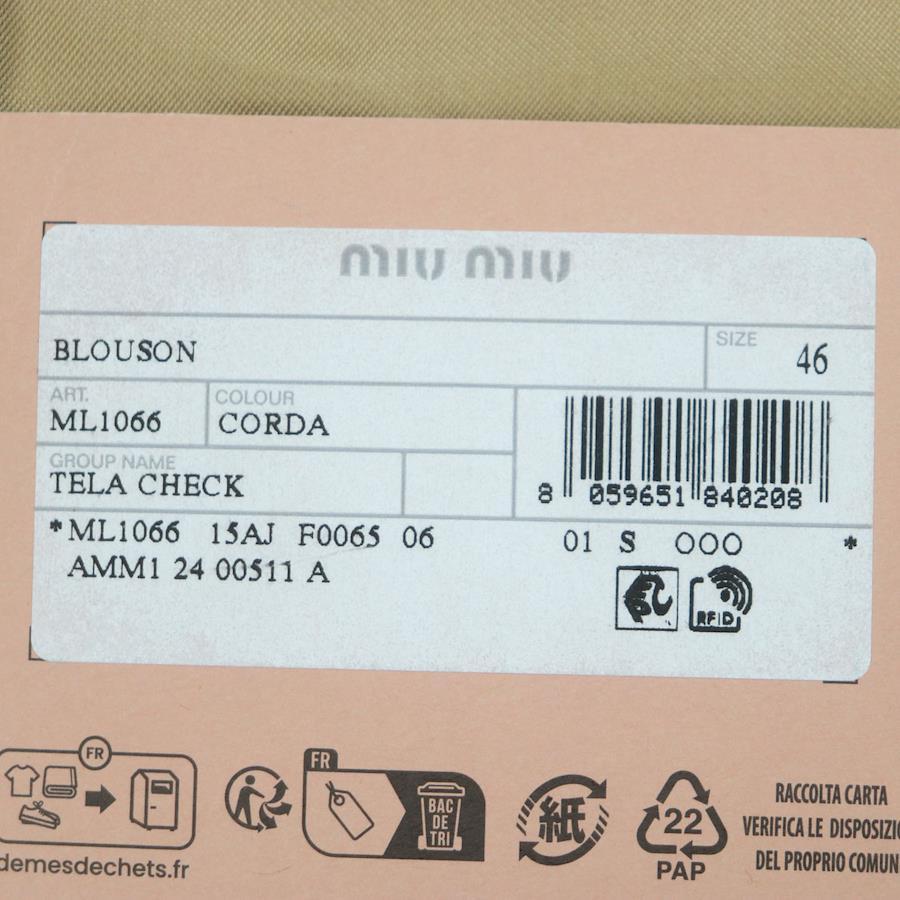 MIU MIU
BLOUSON
SIZE
46
ART.
ML1066
COLOUR
CORDA
GROUP NAME
TELA CHECK
8 059651 840208
*ML1066 15AJ F0065 06 01 S 000 *
AMM1 24 00511 A
RFID
FR
FR
BAC
DE
TRI
紙
22
PAP
demesdechets.fr
RACCOLTA CARTA
VERIFICA LE DISPOSIZIO
DEL PROPRIO COMUN